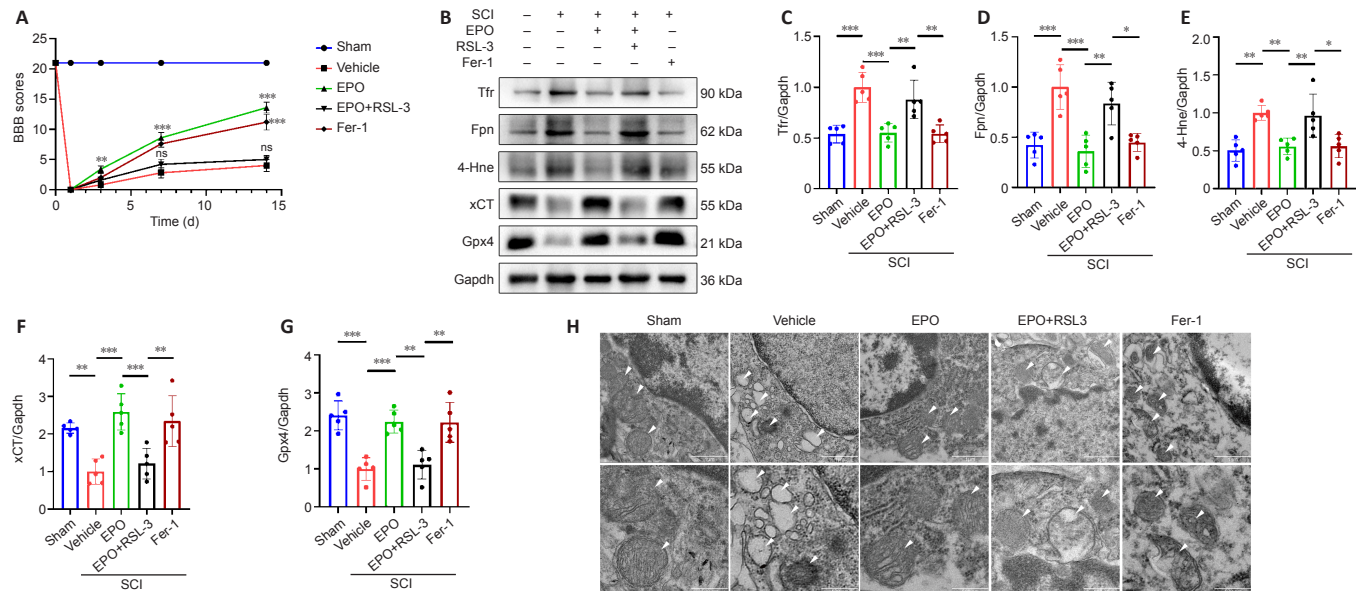 A
BBB scores
25
20
15
10
5
0
0
5
10
15
Time (d)
**
***
ns
***
***
ns
Sham
Vehicle
EPO
EPO+RSL-3
Fer-1
B
SCI – + + + +
EPO – – + + –
RSL-3 – – – + –
Fer-1 – – – – +
Tfr 90 kDa
Fpn 62 kDa
4-Hne 55 kDa
xCT 55 kDa
Gpx4 21 kDa
Gapdh 36 kDa
C
Tfr/Gapdh
1.5
1.0
0.5
0.0
*** *** ** **
Sham Vehicle EPO EPO+RSL-3 Fer-1
SCI
D
Fpn/Gapdh
1.5
1.0
0.5
0.0
*** *** ** *
Sham Vehicle EPO EPO+RSL-3 Fer-1
SCI
E
4-Hne/Gapdh
2.0
1.5
1.0
0.5
0.0
** ** ** *
Sham Vehicle EPO EPO+RSL-3 Fer-1
SCI
F
xCT/Gapdh
4
3
2
1
0
** *** *** **
Sham Vehicle EPO EPO+RSL-3 Fer-1
SCI
G
Gpx4/Gapdh
4
3
2
1
0
*** *** ** **
Sham Vehicle EPO EPO+RSL-3 Fer-1
SCI
H
Sham Vehicle EPO EPO+RSL3 Fer-1